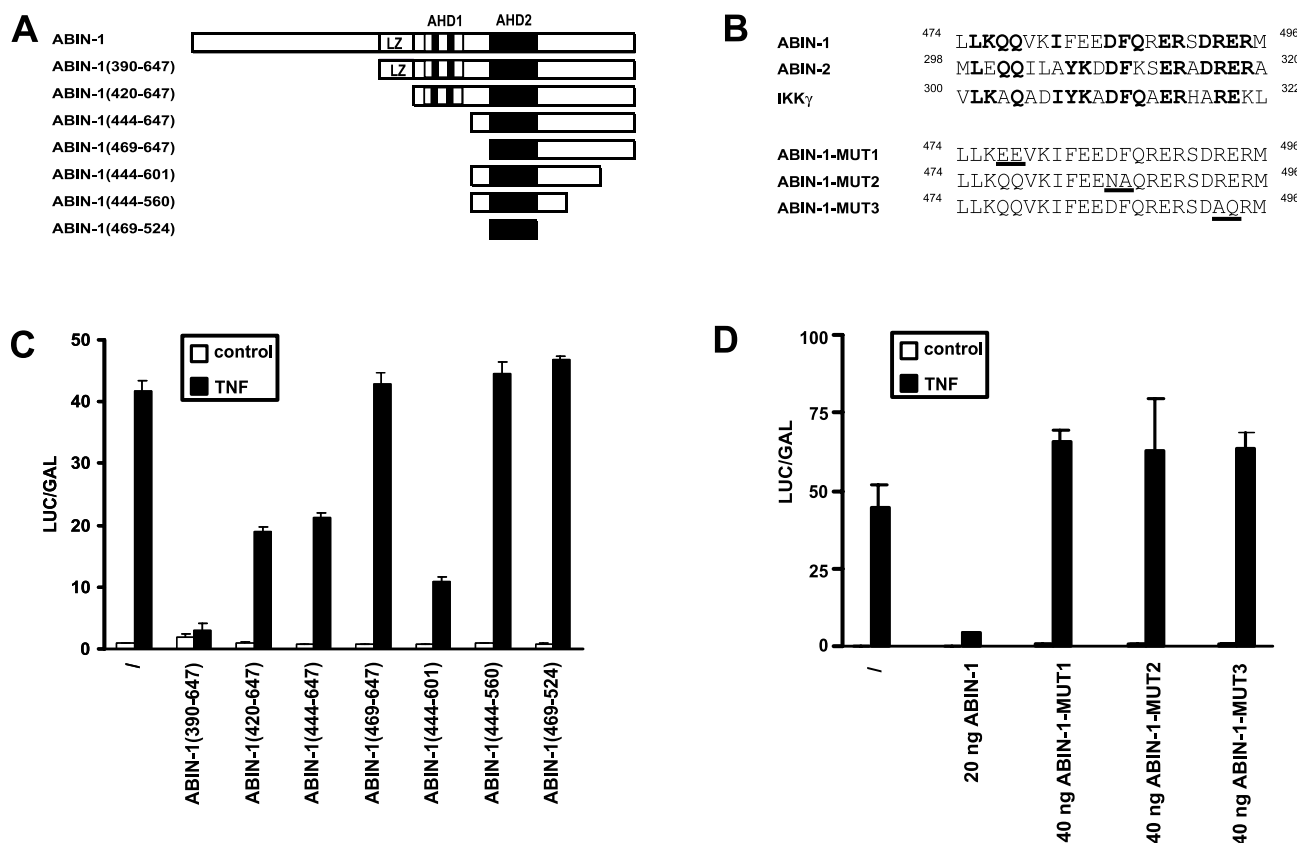 A
AHD1 AHD2
ABIN-1 LZ
ABIN-1(390-647) LZ
ABIN-1(420-647)
ABIN-1(444-647)
ABIN-1(469-647)
ABIN-1(444-601)
ABIN-1(444-560)
ABIN-1(469-524)
B
ABIN-1 474 LLKQQVKIFEEDFQRERSDRERM 496
ABIN-2 298 MLEQQILAYKDDFKSERADRERA 320
IKKγ 300 VLKAQADIYKADFQAERHAREKL 322
ABIN-1-MUT1 474 LLKEEVKIFEEDFQRERSDRERM 496
ABIN-1-MUT2 474 LLKQQVKIFEENAQRERSDRERM 496
ABIN-1-MUT3 474 LLKQQVKIFEEDFQRERSDAQRM 496
C
control
TNF
LUC/GAL
50
40
30
20
10
0
/
ABIN-1(390-647)
ABIN-1(420-647)
ABIN-1(444-647)
ABIN-1(469-647)
ABIN-1(444-601)
ABIN-1(444-560)
ABIN-1(469-524)
D
control
TNF
LUC/GAL
100
75
50
25
0
/
20 ng ABIN-1
40 ng ABIN-1-MUT1
40 ng ABIN-1-MUT2
40 ng ABIN-1-MUT3